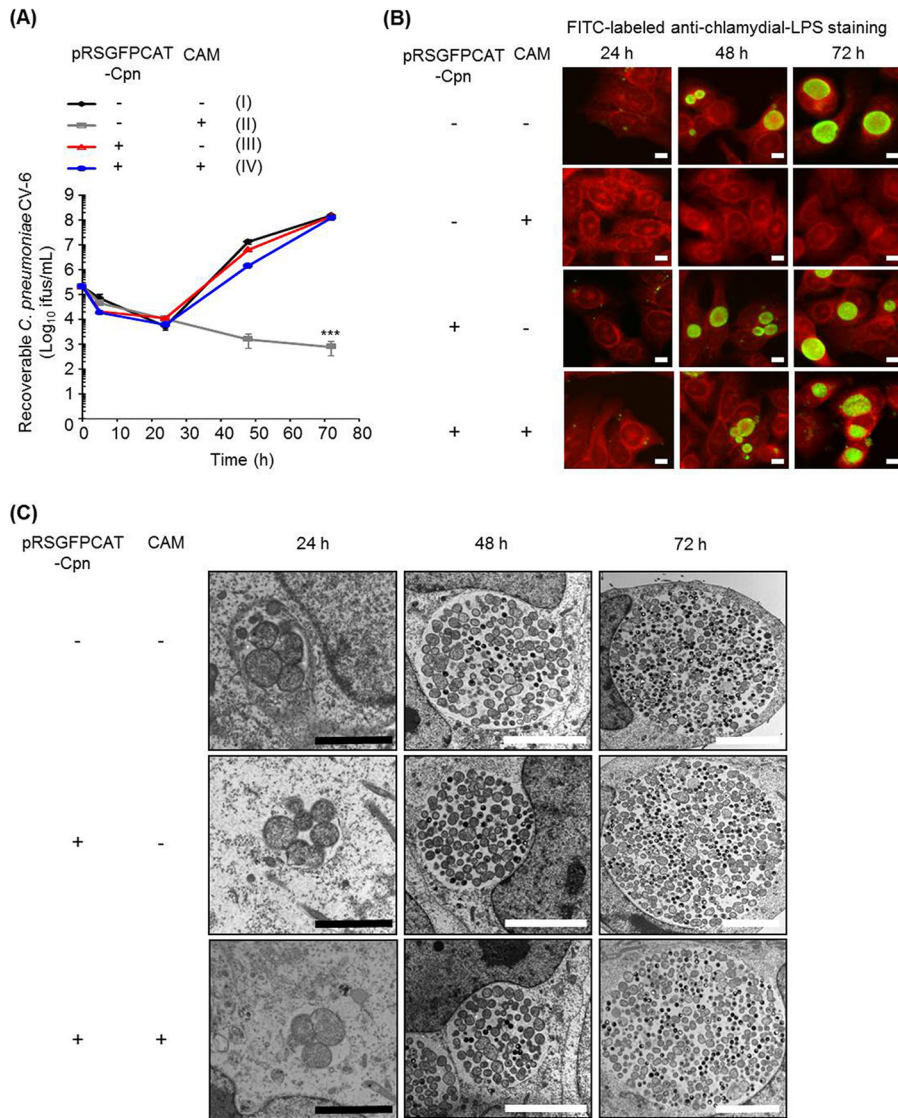 (A)
pRSGFPCAT CAM
-Cpn
- - (I)
- + (II)
+ - (III)
+ + (IV)
Recoverable C. pneumoniae CV-6
(Log10 ifus/mL)
9
8
7
6
5
4
3
2
1
0
***
0 10 20 30 40 50 60 70 80
Time (h)
(B)
FITC-labeled anti-chlamydial-LPS staining
pRSGFPCAT CAM 24 h 48 h 72 h
-Cpn
- -
- +
+ -
+ +
(C)
pRSGFPCAT CAM 24 h 48 h 72 h
-Cpn
- -
+ -
+ +